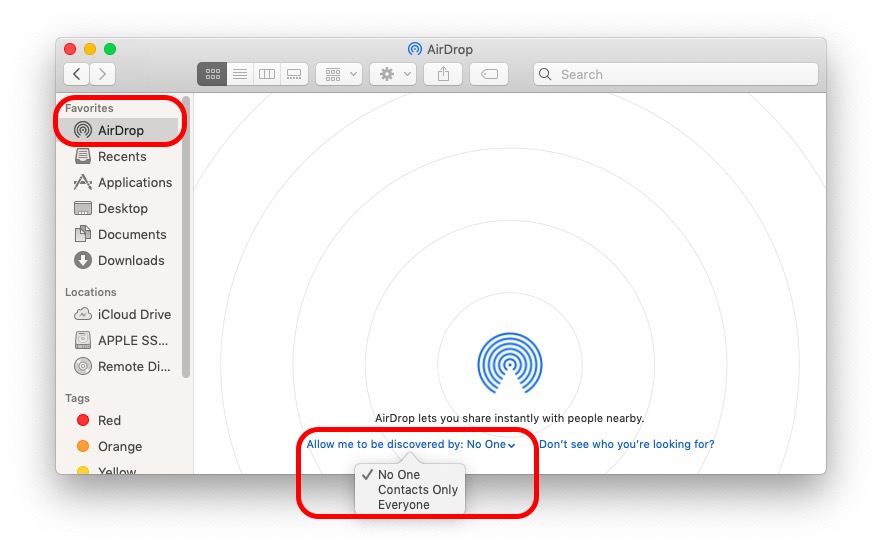 AirDrop
Search
Favorites
AirDrop
Recents
Applications
Desktop
Documents
Downloads
Locations
iCloud Drive
APPLE SS...
Remote Di...
Tags
Red
Orange
Yellow
AirDrop lets you share instantly with people nearby.
Allow me to be discovered by: No One Don't see who you're looking for?
No One
Contacts Only
Everyone